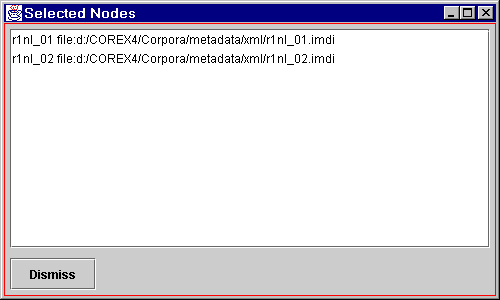 Selected Nodes
r1nl_01 file:d:/COREX4/Corpora/metadata/xml/r1nl_01.imdi
r1nl_02 file:d:/COREX4/Corpora/metadata/xml/r1nl_02.imdi
Dismiss